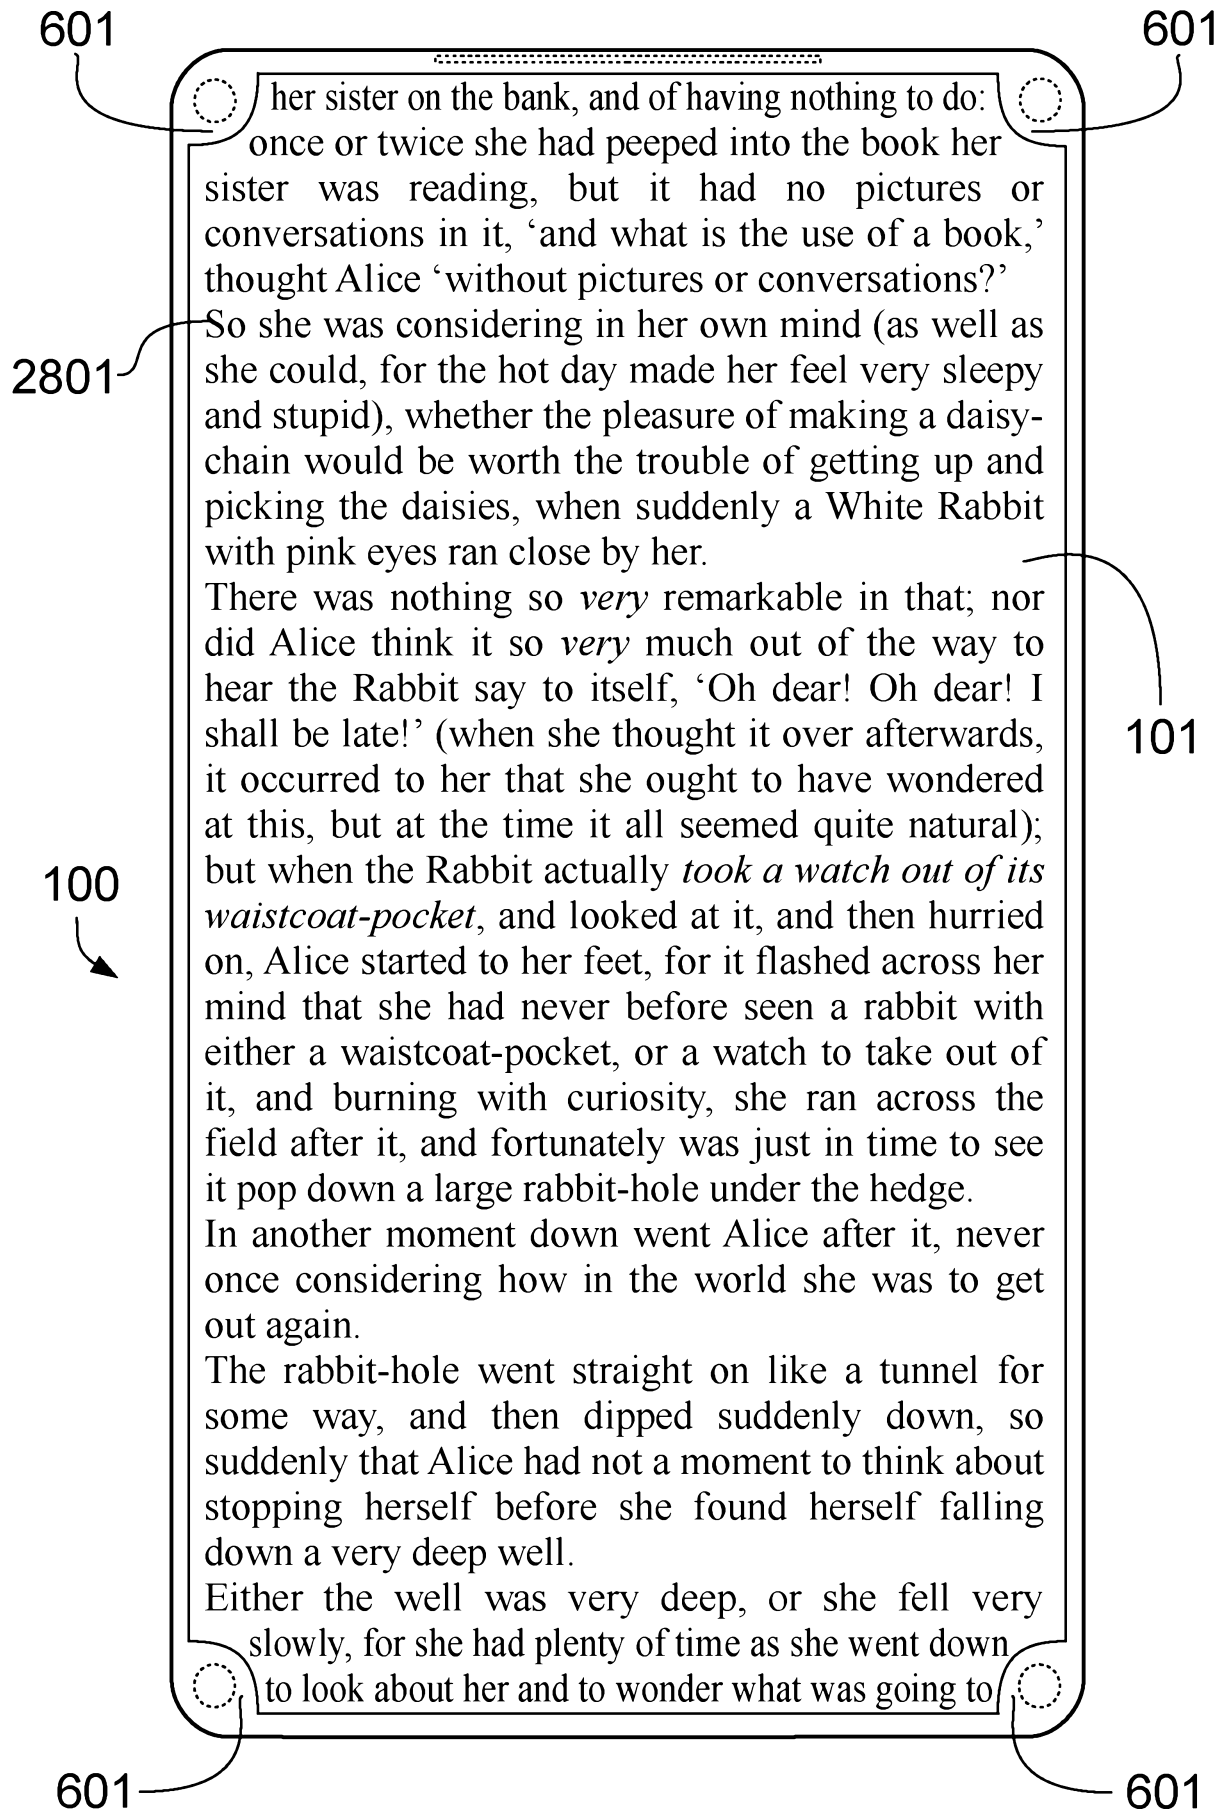 601
601
her sister on the bank, and of having nothing to do:
once or twice she had peeped into the book her
sister was reading, but it had no pictures or
conversations in it, ‘and what is the use of a book,’
thought Alice ‘without pictures or conversations?’
So she was considering in her own mind (as well as
2801
she could, for the hot day made her feel very sleepy
and stupid), whether the pleasure of making a daisy-
chain would be worth the trouble of getting up and
picking the daisies, when suddenly a White Rabbit
with pink eyes ran close by her.
There was nothing so very remarkable in that; nor
did Alice think it so very much out of the way to
hear the Rabbit say to itself, ‘Oh dear! Oh dear! I
shall be late!’ (when she thought it over afterwards,
101
it occurred to her that she ought to have wondered
at this, but at the time it all seemed quite natural);
but when the Rabbit actually took a watch out of its
100
waistcoat-pocket, and looked at it, and then hurried
on, Alice started to her feet, for it flashed across her
mind that she had never before seen a rabbit with
either a waistcoat-pocket, or a watch to take out of
it, and burning with curiosity, she ran across the
field after it, and fortunately was just in time to see
it pop down a large rabbit-hole under the hedge.
In another moment down went Alice after it, never
once considering how in the world she was to get
out again.
The rabbit-hole went straight on like a tunnel for
some way, and then dipped suddenly down, so
suddenly that Alice had not a moment to think about
stopping herself before she found herself falling
down a very deep well.
Either the well was very deep, or she fell very
slowly, for she had plenty of time as she went down
to look about her and to wonder what was going to
601
601